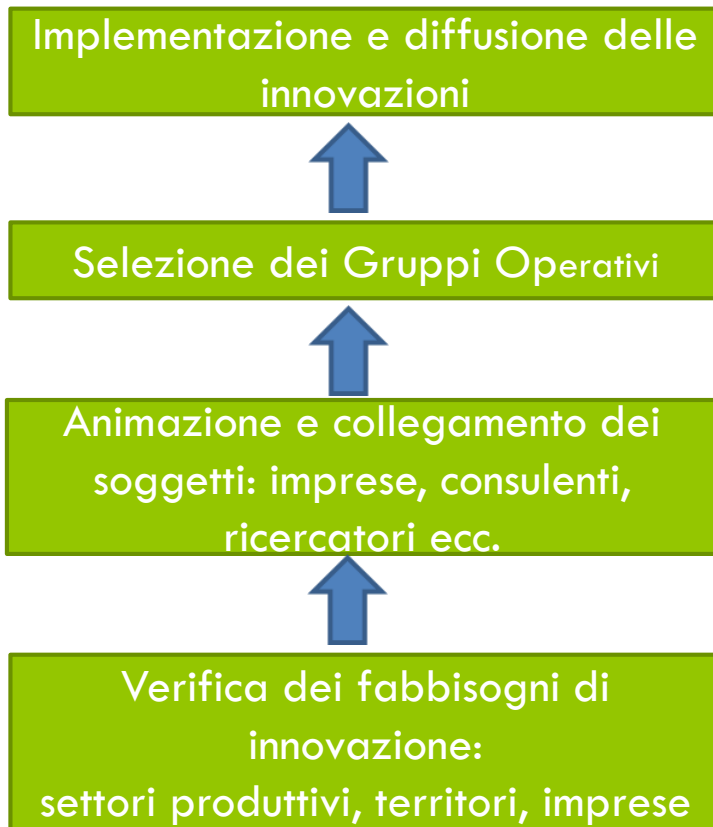 Implementazione e diffusione delle
innovazioni
Selezione dei Gruppi Operativi
Animazione e collegamento dei
soggetti: imprese, consulenti,
ricercatori ecc.
Verifica dei fabbisogni di
innovazione:
settori produttivi, territori, imprese